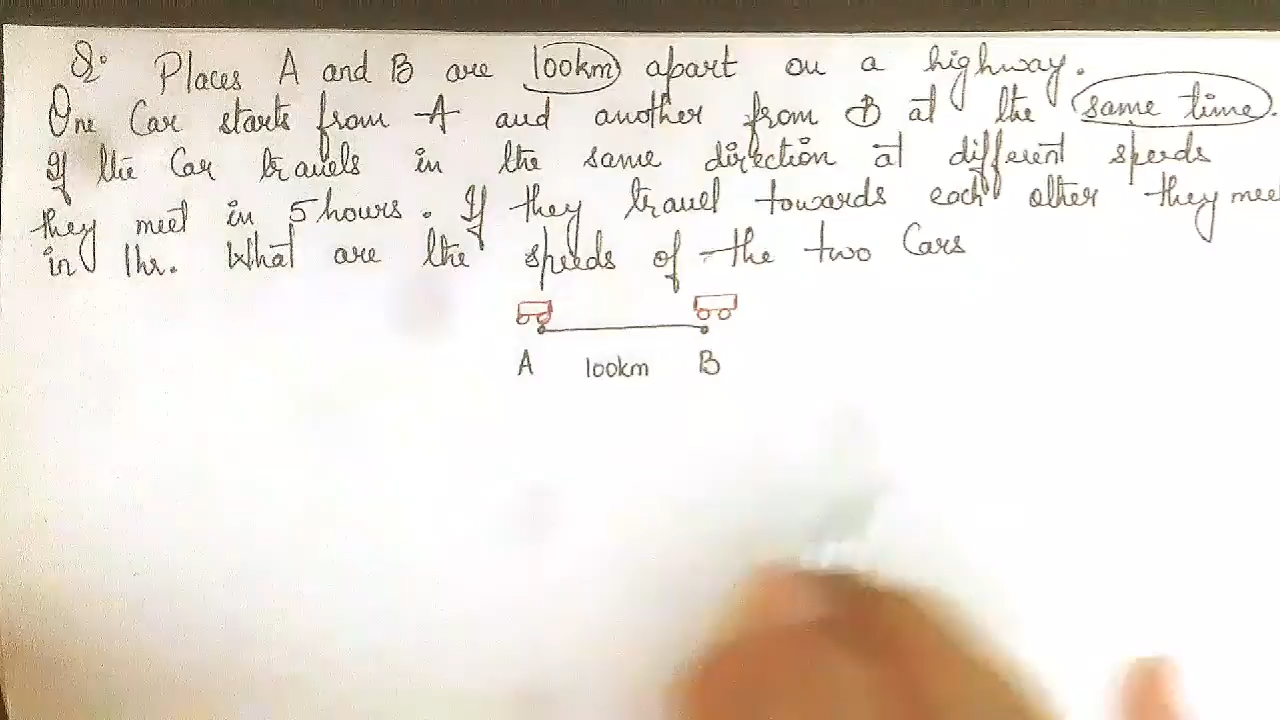 Q. Places A and B are 100km apart on a highway.
One Car starts from A and another from B at the same time.
If the Car travels in the same direction at different speeds
they meet in 5 hours. If they travel towards each other they meet
in 1hr. What are the speeds of the two Cars
A 100km B